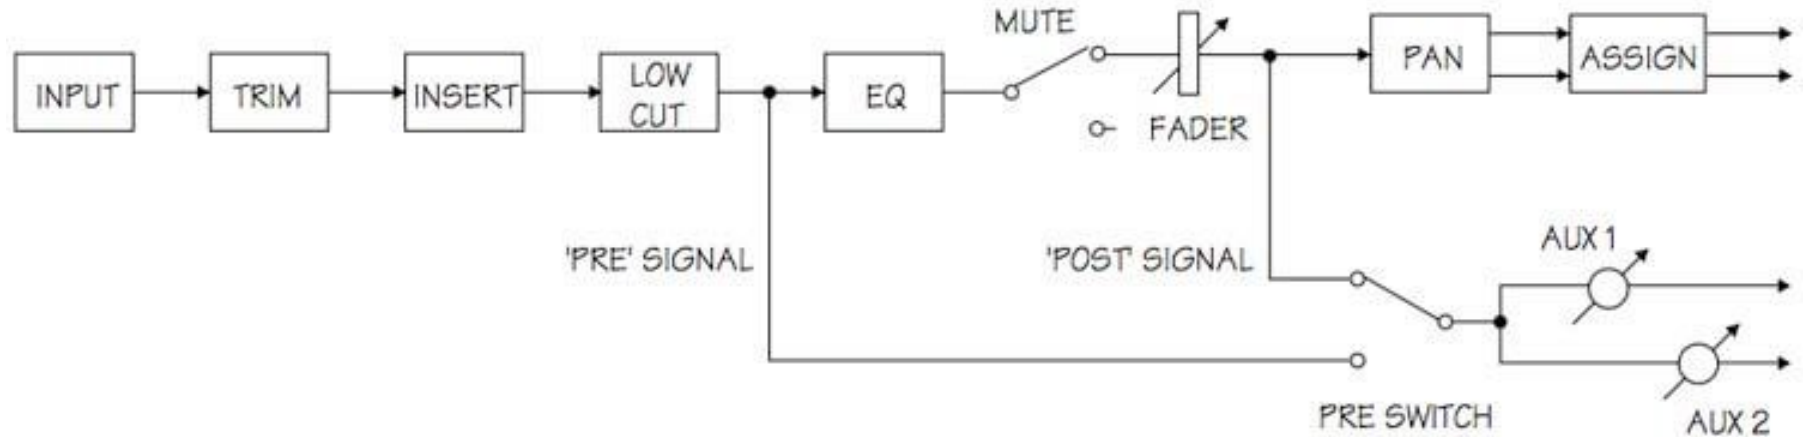 MUTE
INPUT
TRIM
INSERT
LOW
CUT
EQ
PAN
ASSIGN
FADER
'PRE' SIGNAL
'POST' SIGNAL
AUX 1
PRE SWITCH
AUX 2